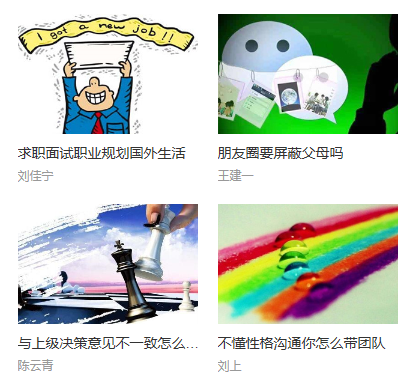 I got a new job!!
求职面试职业规划国外生活
朋友圈要屏蔽父母吗
刘佳宁
王建一
与上级决策意见不一致怎么...
不懂性格沟通你怎么带团队
陈云青
刘上